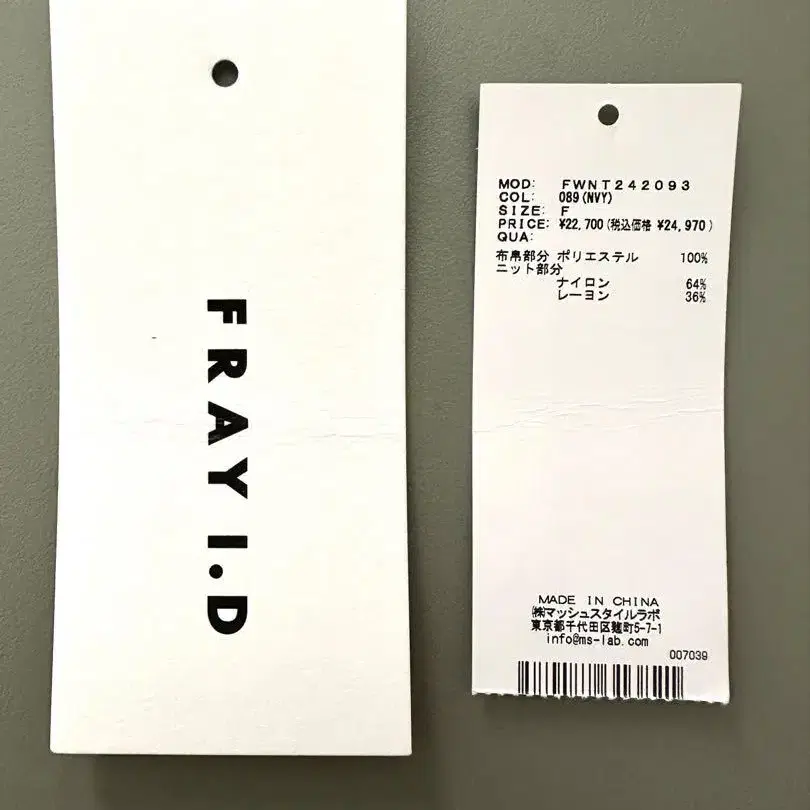 FRAY I.D
MOD: FWNT242093
COL: 089(NVY)
SIZE: F
PRICE: ¥22,700(税込価格 ¥24,970)
QUA:
布帛部分 ポリエステル 100%
ニット部分
ナイロン 64%
レーヨン 36%
MADE IN CHINA
㈱マッシュスタイルラボ
東京都千代田区麹町5-7-1
info@ms-lab.com
007039